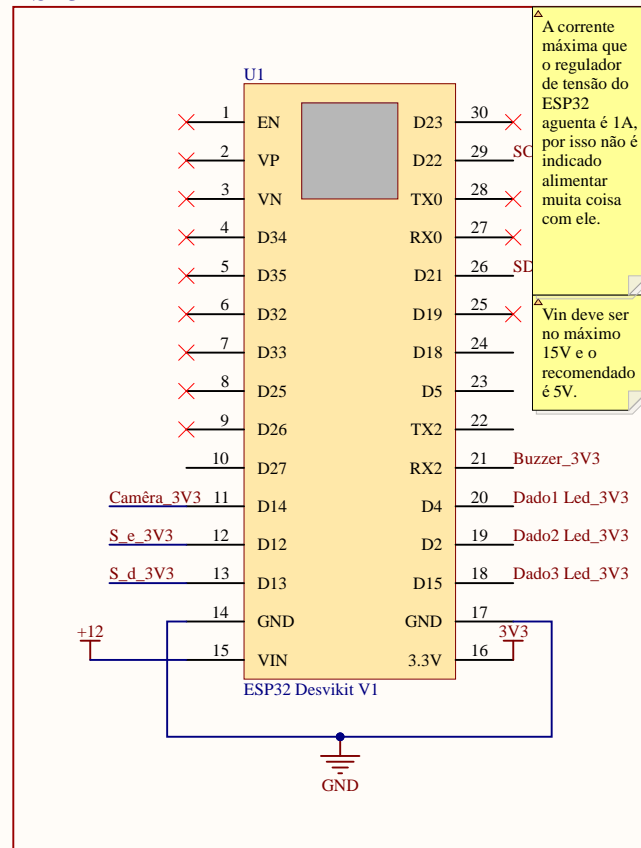 U1
1 EN D23 30
2 VP D22 29
3 VN TX0 28
4 D34 RX0 27
5 D35 D21 26
6 D32 D19 25
7 D33 D18 24
8 D25 D5 23
9 D26 TX2 22
10 D27 RX2 21 Buzzer_3V3
Camêra_3V3 11 D14 D4 20 Dado1 Led_3V3
S_e_3V3 12 D12 D2 19 Dado2 Led_3V3
S_d_3V3 13 D13 D15 18 Dado3 Led_3V3
14 GND GND 17
+12 15 VIN 3.3V 16 3V3
ESP32 Desvikit V1
GND
A corrente
máxima que
o regulador
de tensão do
ESP32
aguenta é 1A,
por isso não é
indicado
alimentar
muita coisa
com ele.
Vin deve ser
no máximo
15V e o
recomendado
é 5V.